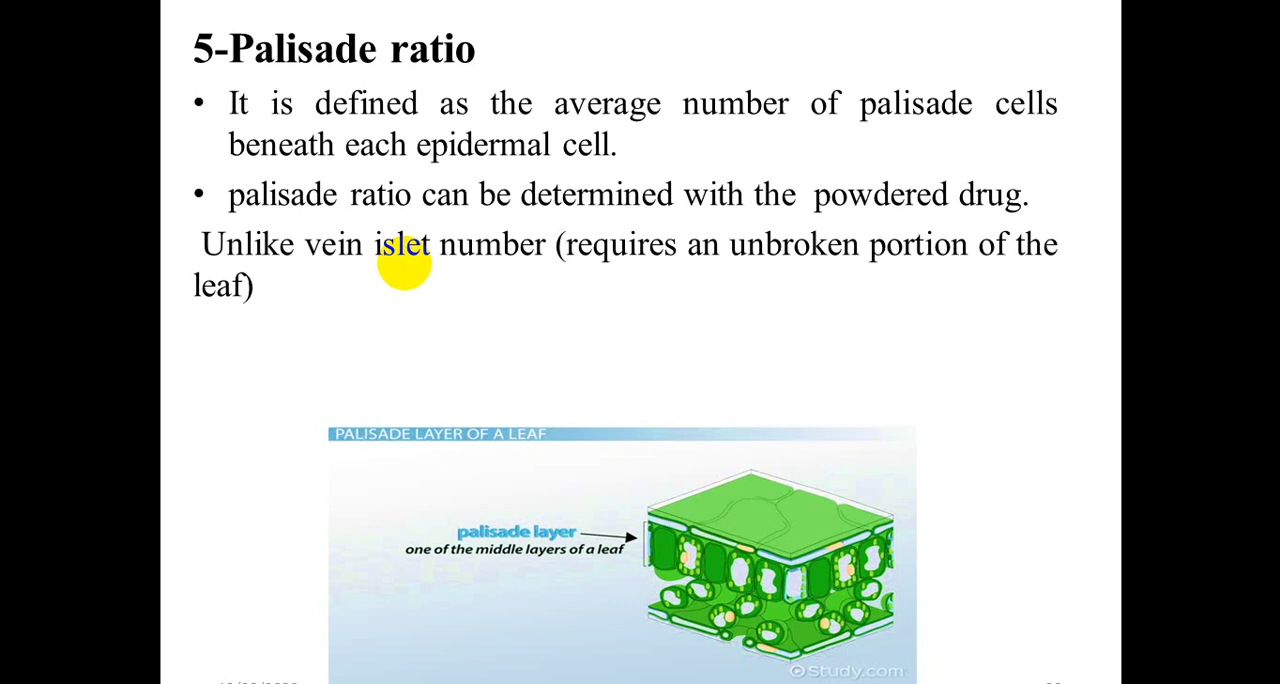 5-Palisade ratio
• It is defined as the average number of palisade cells
beneath each epidermal cell.
• palisade ratio can be determined with the powdered drug.
Unlike vein islet number (requires an unbroken portion of the
leaf)
PALISADE LAYER OF A LEAF
palisade layer
one of the middle layers of a leaf
Study.com